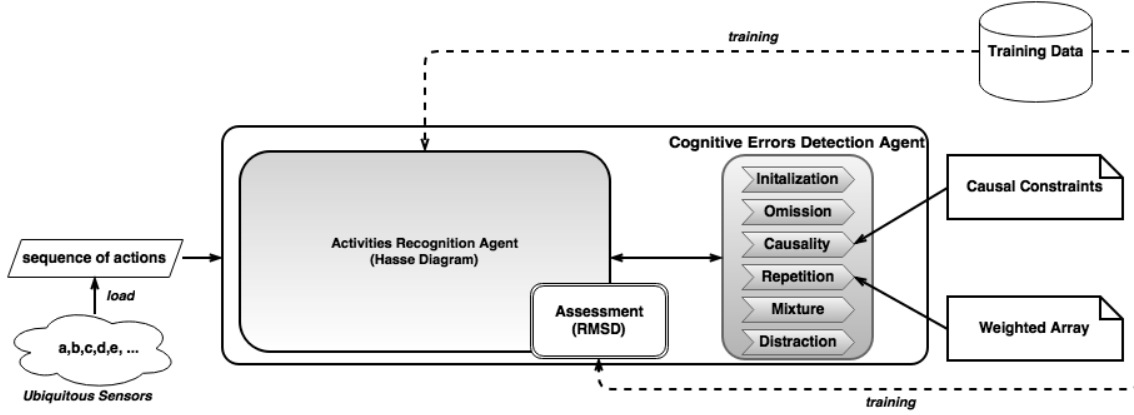 training
Training Data
Cognitive Errors Detection Agent
Initalization
Causal Constraints
Omission
Activities Recognition Agent
(Hasse Diagram)
Causality
sequence of actions
Repetition
load
Assessment
(RMSD)
Mixture
Weighted Array
a,b,c,d,e, ...
Distraction
Ubiquitous Sensors
training